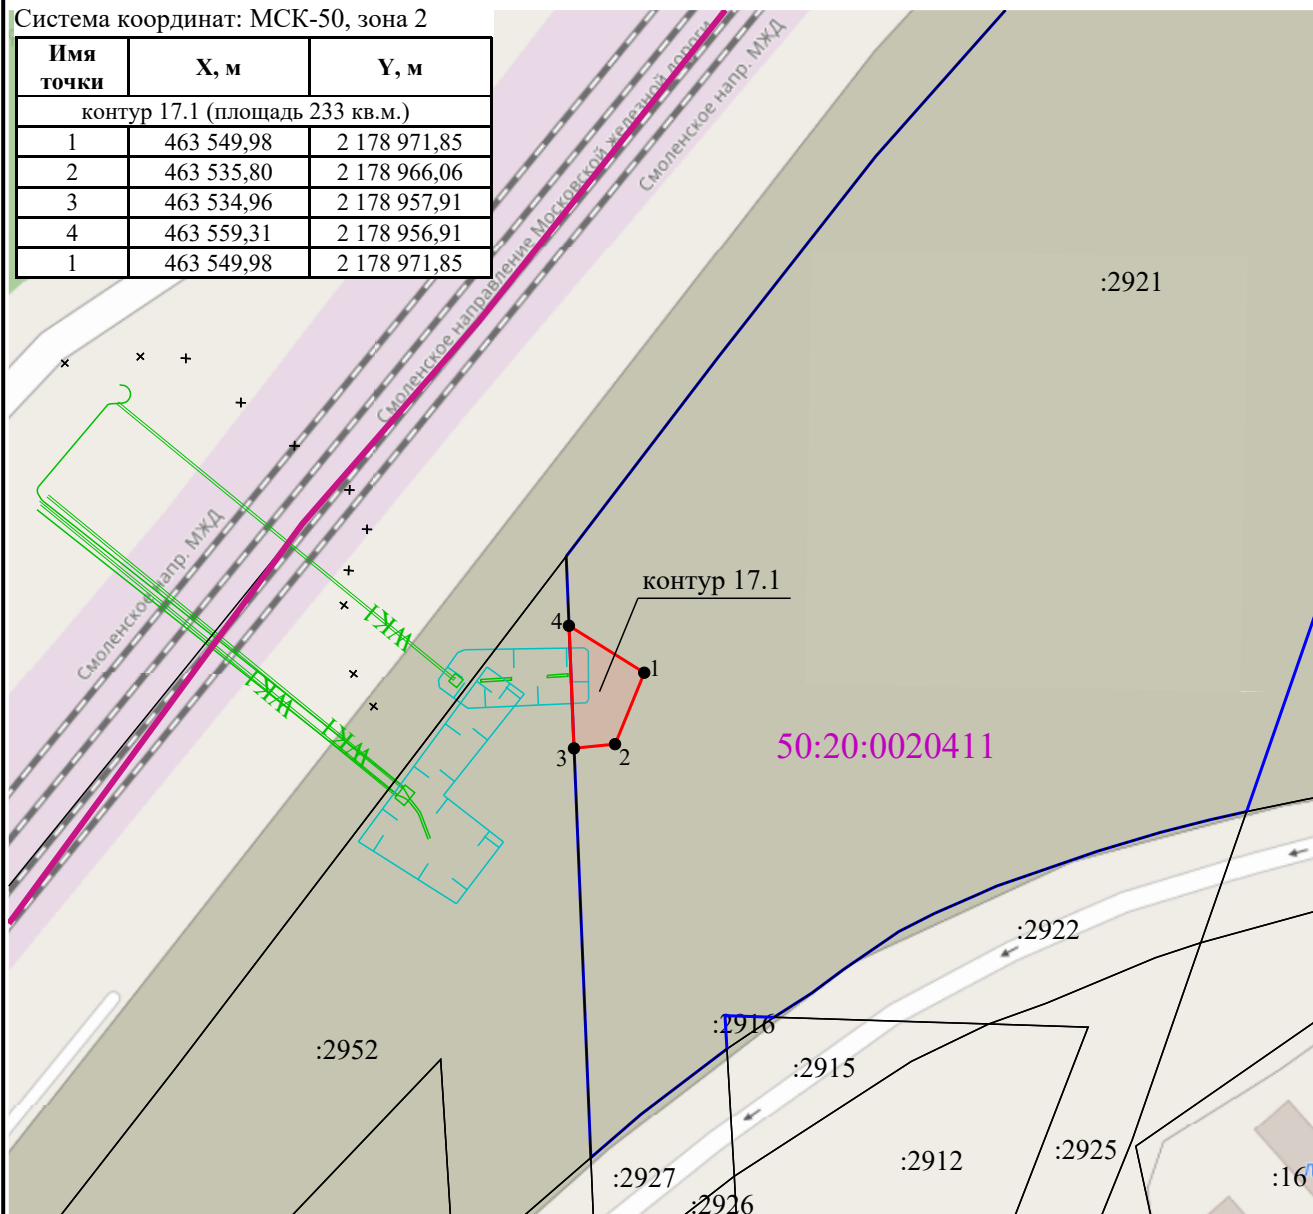 Система координат: МСК-50, зона 2
Имя точки X, м Y, м
контур 17.1 (площадь 233 кв.м.)
1 463 549,98 2 178 971,85
2 463 535,80 2 178 966,06
3 463 534,96 2 178 957,91
4 463 559,31 2 178 956,91
1 463 549,98 2 178 971,85
Смоленское направление Московской железной дороги
Смоленское напр. МЖД
:2921
Смоленское напр. МЖД
контур 17.1
4
1
3
2
50:20:0020411
:2922
:2916
:2952
:2915
:2912
:2925
:2927
:2926
:16